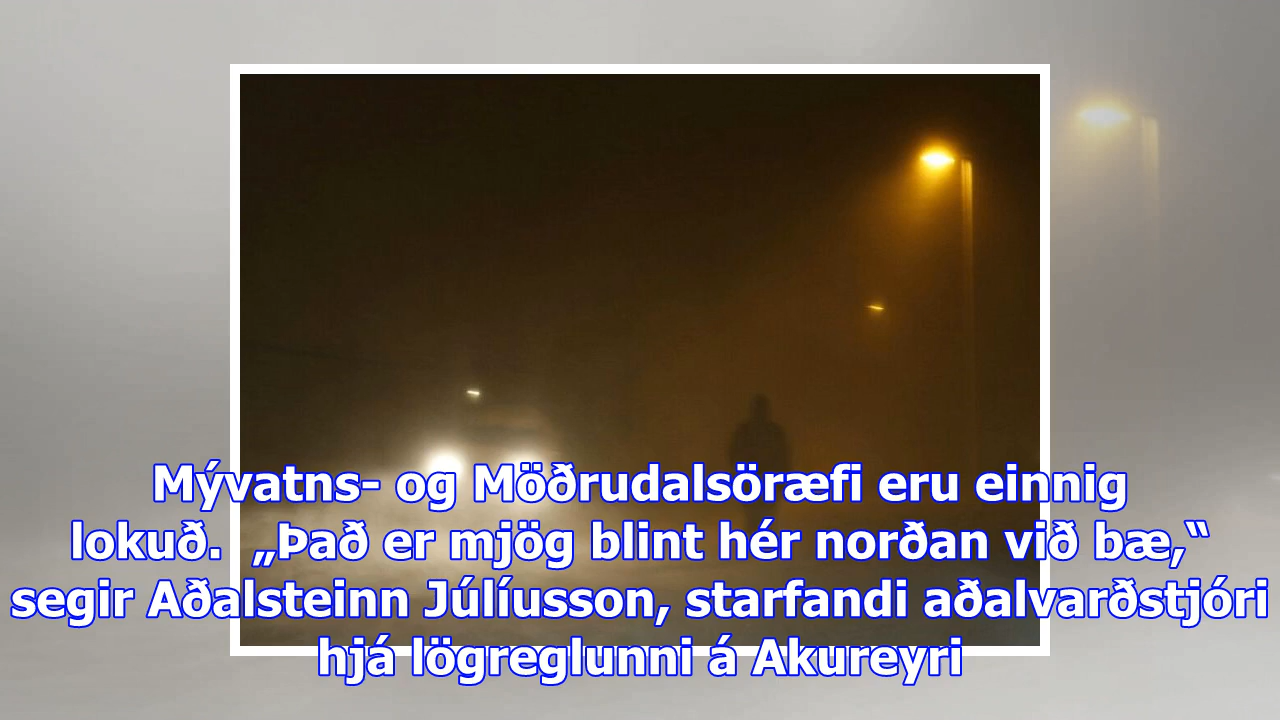 Mývatns- og Möðrudalsöræfi eru einnig
lokuð.  „Það er mjög blint hér norðan við bæ,“
segir Aðalsteinn Júlíusson, starfandi aðalvarðstjóri
hjá lögreglunni á Akureyri